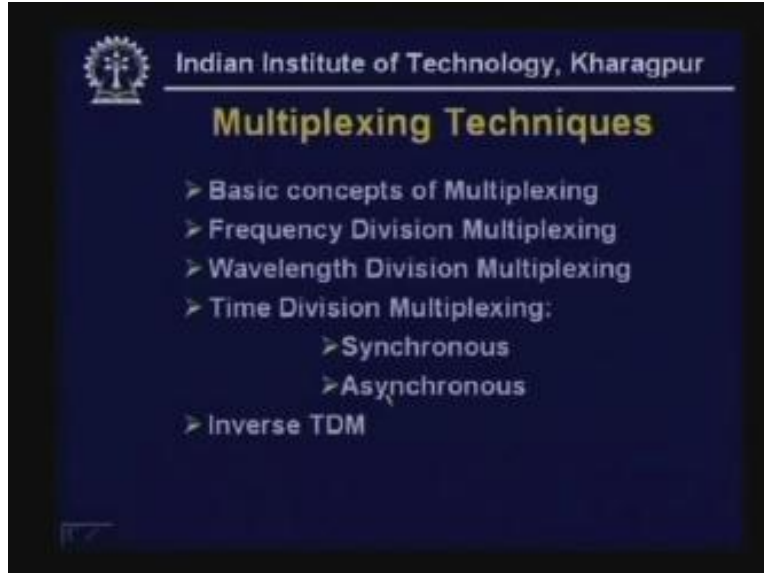 Indian Institute of Technology, Kharagpur
Multiplexing Techniques
➢ Basic concepts of Multiplexing
➢ Frequency Division Multiplexing
➢ Wavelength Division Multiplexing
➢ Time Division Multiplexing:
➢Synchronous
➢Asynchronous
➢ Inverse TDM